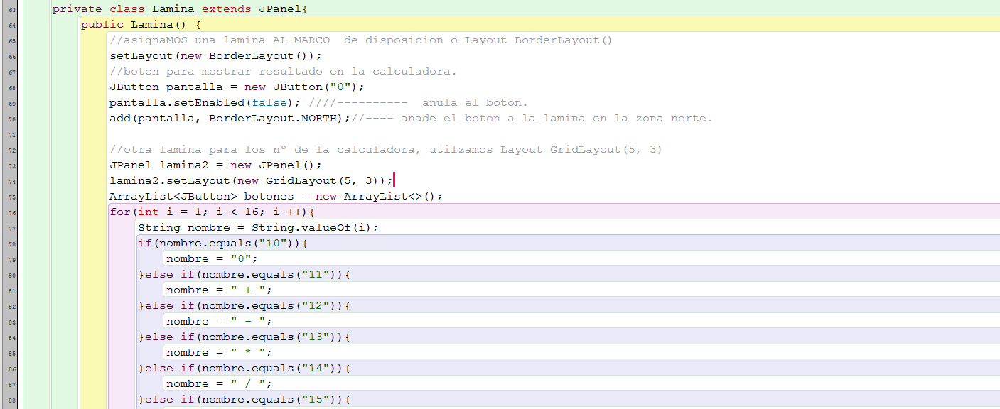 63 private class Lamina extends JPanel{
64 public Lamina() {
65 //asignaMOS una lamina AL MARCO  de disposicion o Layout BorderLayout()
66 setLayout(new BorderLayout());
67 //boton para mostrar resultado en la calculadora.
68 JButton pantalla = new JButton("0");
69 pantalla.setEnabled(false); ////----------  anula el boton.
70 add(pantalla, BorderLayout.NORTH);//---- anade el boton a la lamina en la zona norte.
71
72 //otra lamina para los nº de la calculadora, utilzamos Layout GridLayout(5, 3)
73 JPanel lamina2 = new JPanel();
74 lamina2.setLayout(new GridLayout(5, 3));
75 ArrayList<JButton> botones = new ArrayList<>();
76 for(int i = 1; i < 16; i ++){
77 String nombre = String.valueOf(i);
78 if(nombre.equals("10")){
79 nombre = "0";
80 }else if(nombre.equals("11")){
81 nombre = " + ";
82 }else if(nombre.equals("12")){
83 nombre = " - ";
84 }else if(nombre.equals("13")){
85 nombre = " * ";
86 }else if(nombre.equals("14")){
87 nombre = " / ";
88 }else if(nombre.equals("15")){